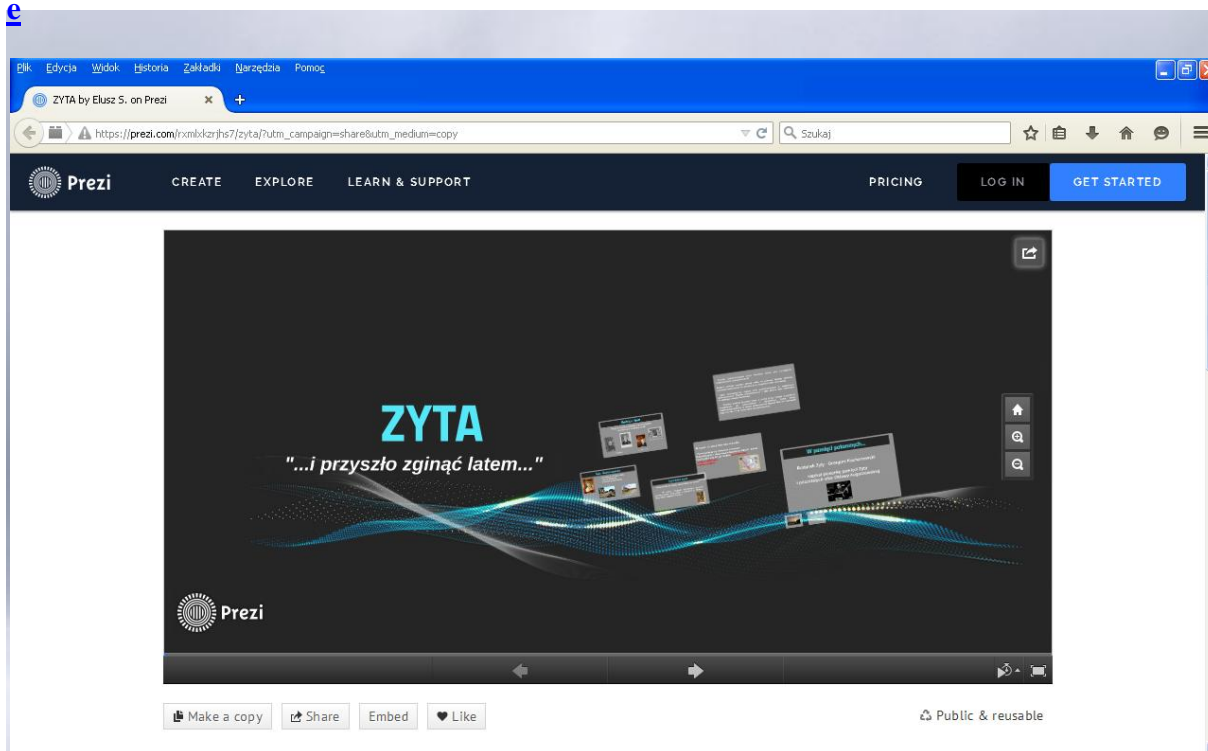 e
Plik Edycja Widok Historia Zakładki Narzędzia Pomoc
ZYTA by Elusz S. on Prezi
https://prezi.com/rxmlxkzrjhs7/zyta/?utm_campaign=share&utm_medium=copy
Szukaj
Prezi CREATE EXPLORE LEARN & SUPPORT PRICING LOG IN GET STARTED
ZYTA
"...i przyszło zginąć latem..."
W pamięci potomnych...
Prezi
Make a copy Share Embed Like Public & reusable